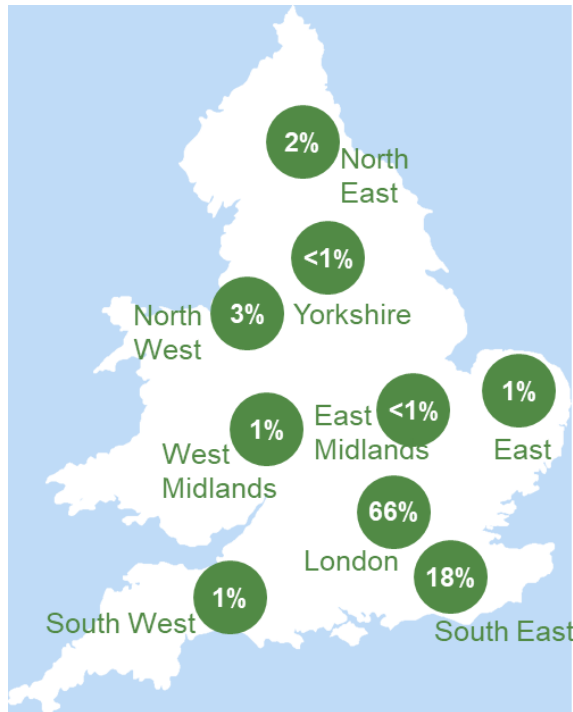 2%
North
East
<1%
Yorkshire
3%
North
West
1%
East
<1%
East
Midlands
1%
West
Midlands
66%
London
18%
South East
1%
South West